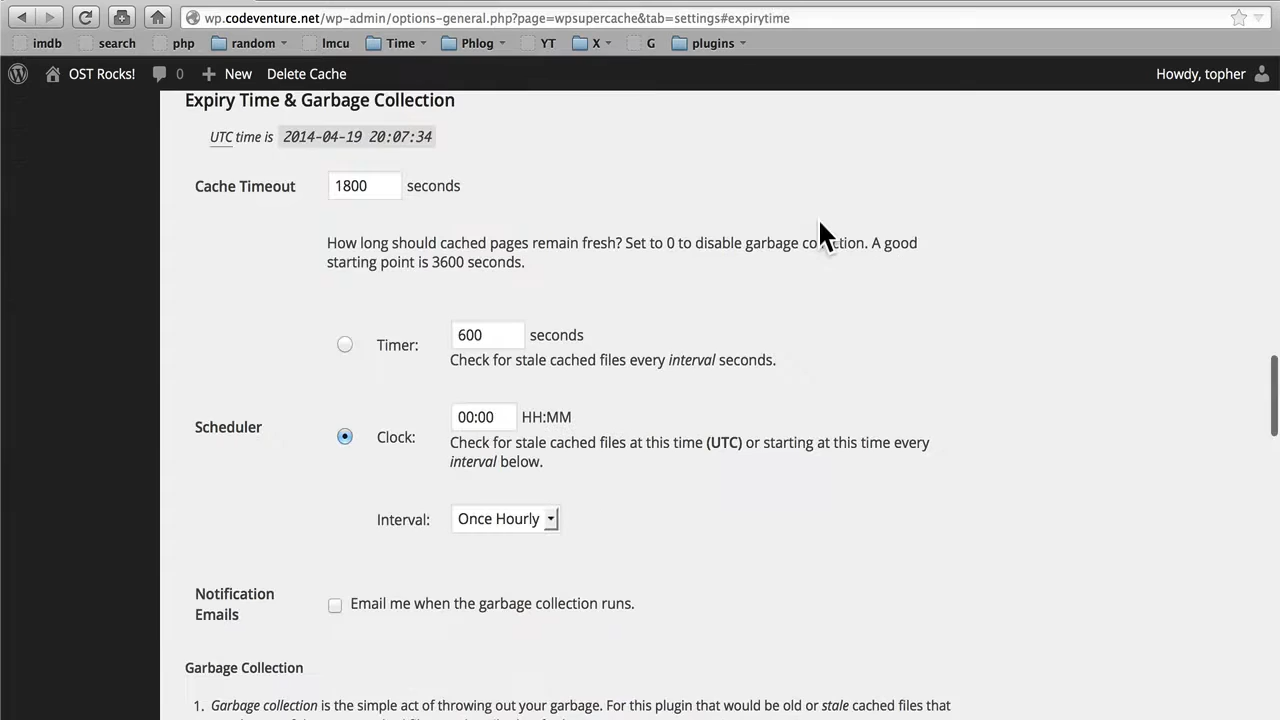 wp.codeventure.net/wp-admin/options-general.php?page=wpsupercache&tab=settings#expirytime
imdb search php random lmcu Time Phlog YT X G plugins
OST Rocks! 0 New Delete Cache Howdy, topher
Expiry Time & Garbage Collection
UTC time is 2014-04-19 20:07:34
Cache Timeout 1800 seconds
How long should cached pages remain fresh? Set to 0 to disable garbage A good
starting point is 3600 seconds.
Timer: 600 seconds
Check for stale cached files every interval seconds.
Scheduler
Clock: 00:00 HH:MM
Check for stale cached files at this time (UTC) or starting at this time every
interval below.
Interval: Once Hourly
Notification
Emails
Email me when the garbage collection runs.
Garbage Collection
1. Garbage collection is the simple act of throwing out your garbage. For this plugin that would be old or stale cached files that